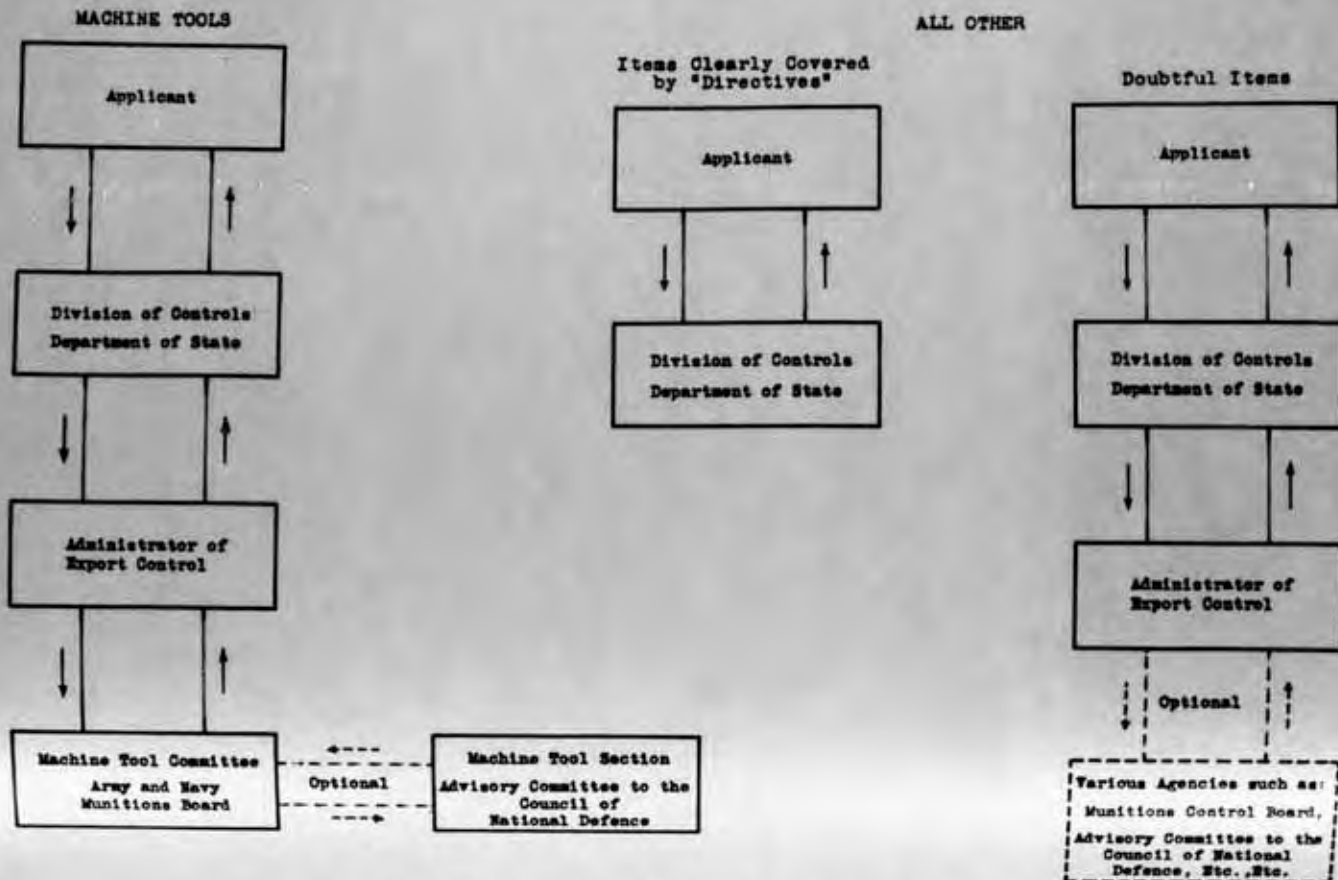 MACHINE TOOLS
Applicant
Division of Controls
Department of State
Administrator of
Export Control
Machine Tool Committee
Army and Navy
Munitions Board
Optional
Machine Tool Section
Advisory Committee to the
Council of
National Defence
ALL OTHER
Items Clearly Covered
by "Directives"
Applicant
Division of Controls
Department of State
Doubtful Items
Applicant
Division of Controls
Department of State
Administrator of
Export Control
Optional
Various Agencies such as:
Munitions Control Board,
Advisory Committee to the
Council of National
Defence, Etc.,Etc.